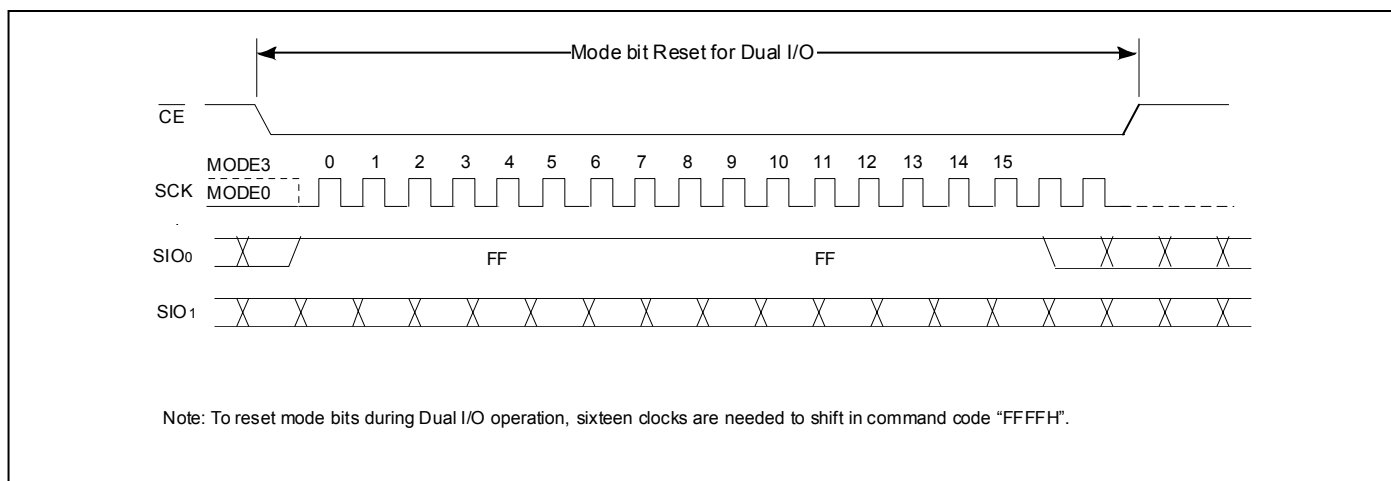 Mode bit Reset for Dual I/O
CE
MODE3 0 1 2 3 4 5 6 7 8 9 10 11 12 13 14 15
SCK MODE0
SIO0 FF FF
SIO1
Note: To reset mode bits during Dual I/O operation, sixteen clocks are needed to shift in command code “FFFFH”.